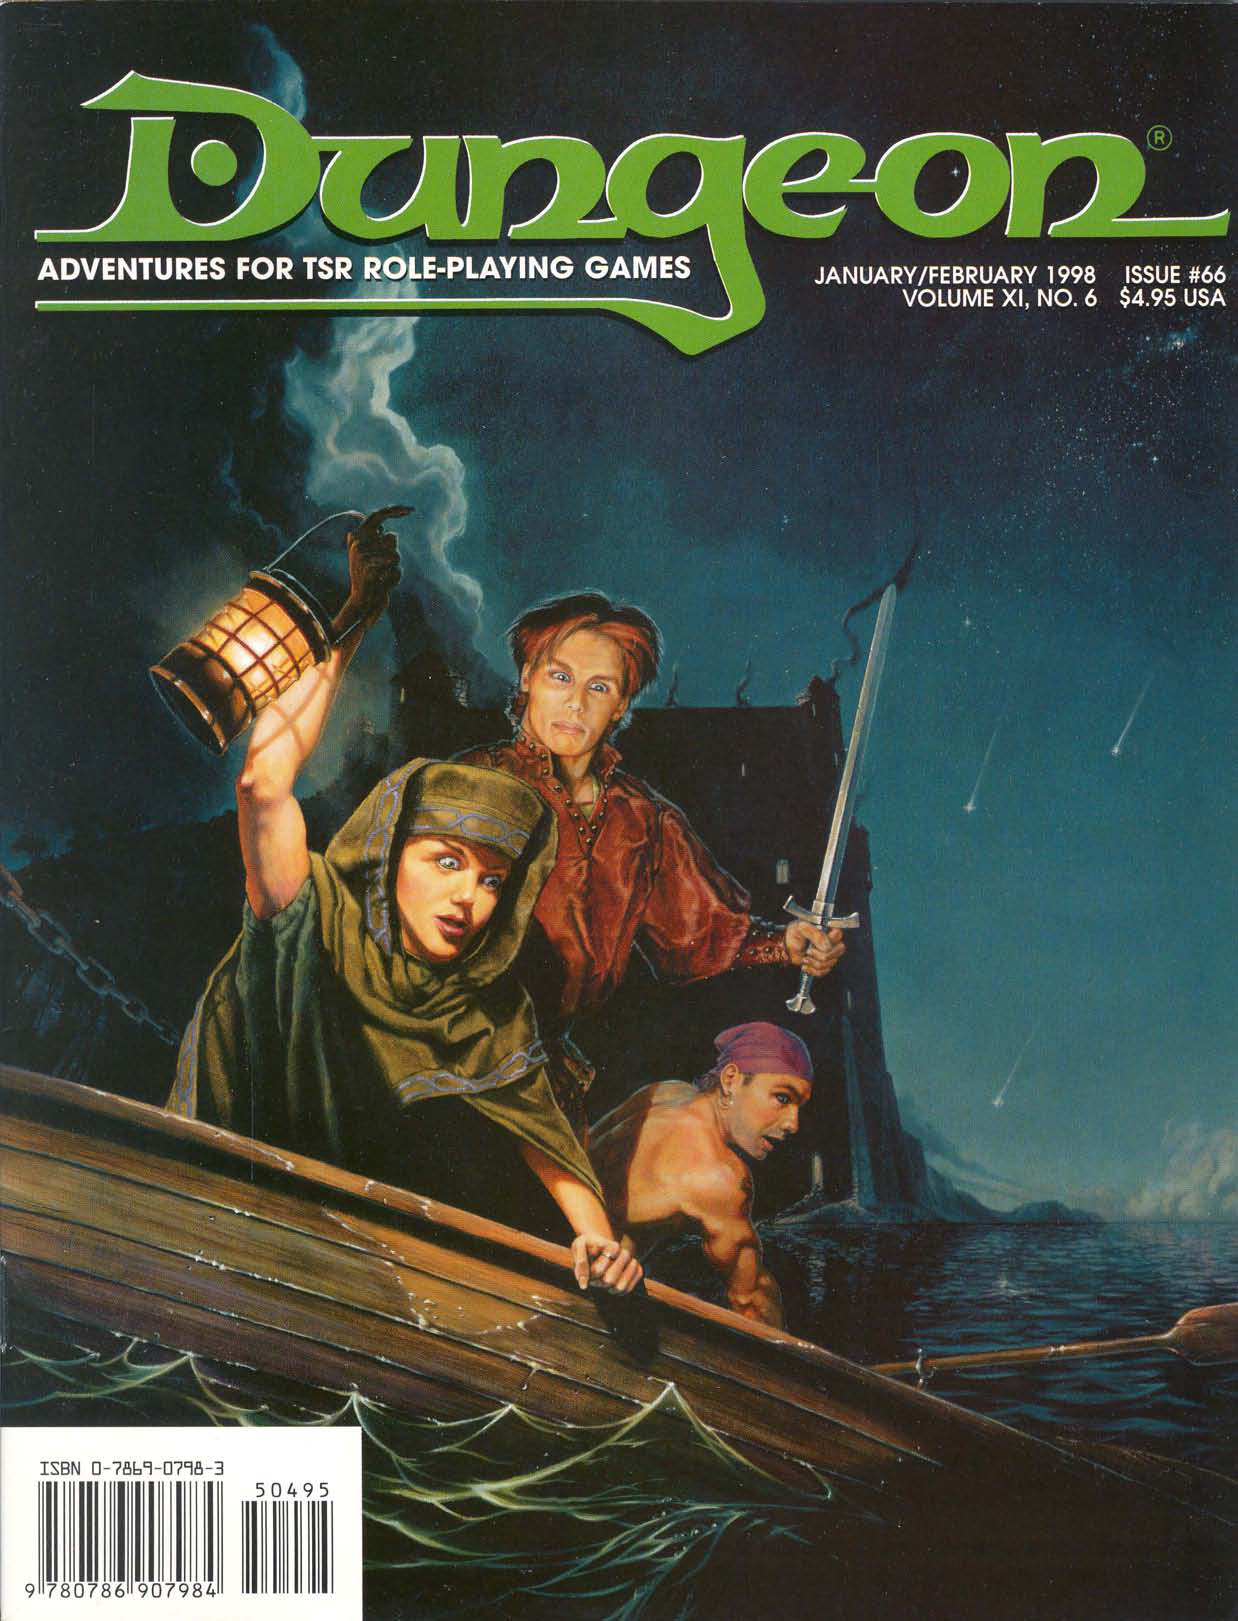 Dungeon®
ADVENTURES FOR TSR ROLE-PLAYING GAMES
JANUARY/FEBRUARY 1998 ISSUE #66
VOLUME XI, NO. 6 $4.95 USA
ISBN 0-7869-0798-3
50495
9 780786 907984